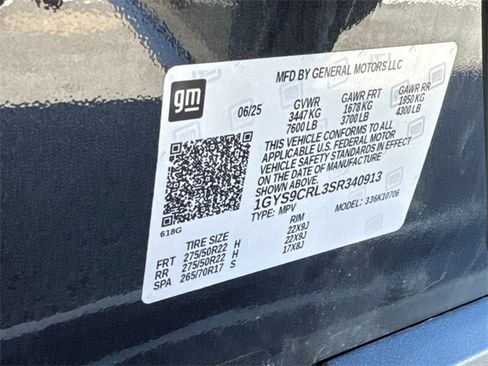 MFD BY GENERAL MOTORS LLC
gm
06/25 GVWR GAWR FRT GAWR RR
3447 KG 1678 KG 1950 KG
7600 LB 3700 LB 4300 LB
THIS VEHICLE CONFORMS TO ALL
APPLICABLE U.S. FEDERAL MOTOR
VEHICLE SAFETY STANDARDS IN EFFECT
ON THE DATE OF MANUFACTURE
SHOWN ABOVE.
1GYS9CRL3SR340913
TYPE: MPV MODEL: 336K10706
618G
TIRE SIZE RIM
FRT 275/50R22 H 22X9J
RR 275/50R22 H 22X9J
SPA 265/70R17 S 17X8J